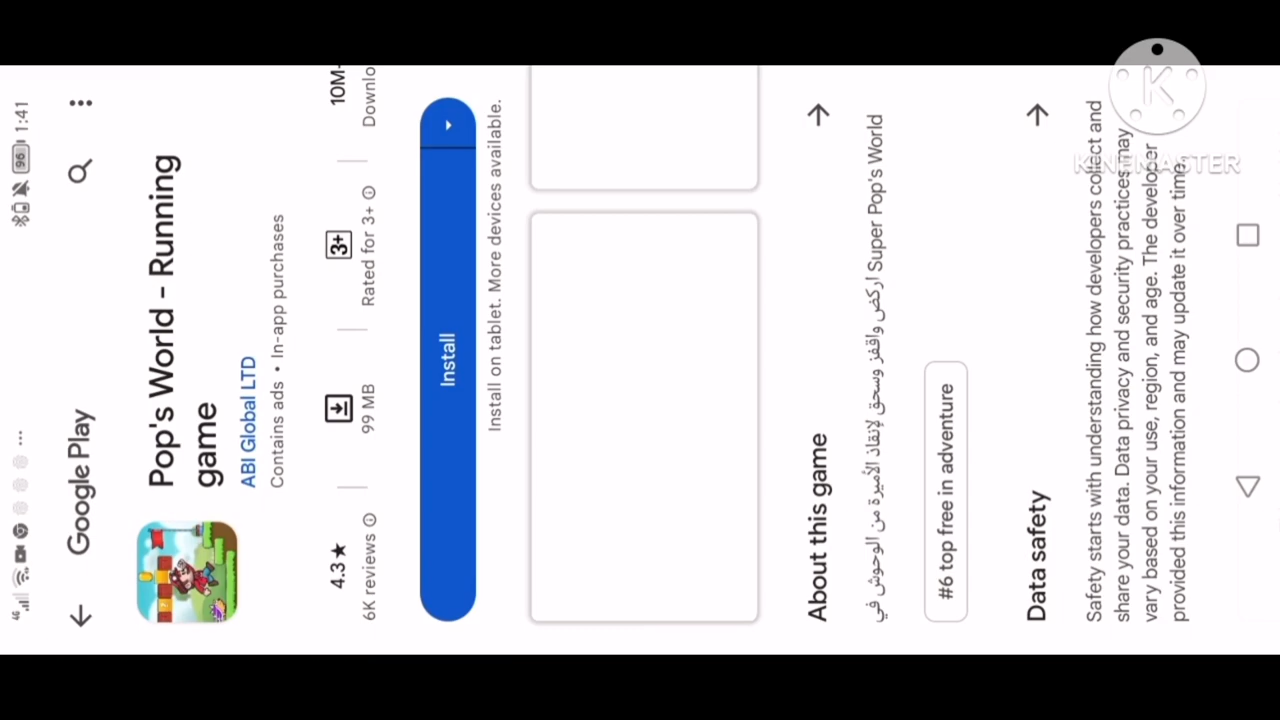 4G
96
1:41
Google Play
Pop's World - Running
game
ABI Global LTD
Contains ads • In-app purchases
4.3★
6K reviews
99 MB
3+
Rated for 3+
10M
Downlo
Install
Install on tablet. More devices available.
About this game
اركض واقفز وسحق لإنقاذ الأميرة من الوحوش في Super Pop's World
#6 top free in adventure
Data safety
Safety starts with understanding how developers collect and
share your data. Data privacy and security practices may
vary based on your use, region, and age. The developer
provided this information and may update it over time.
K
KINEMASTER